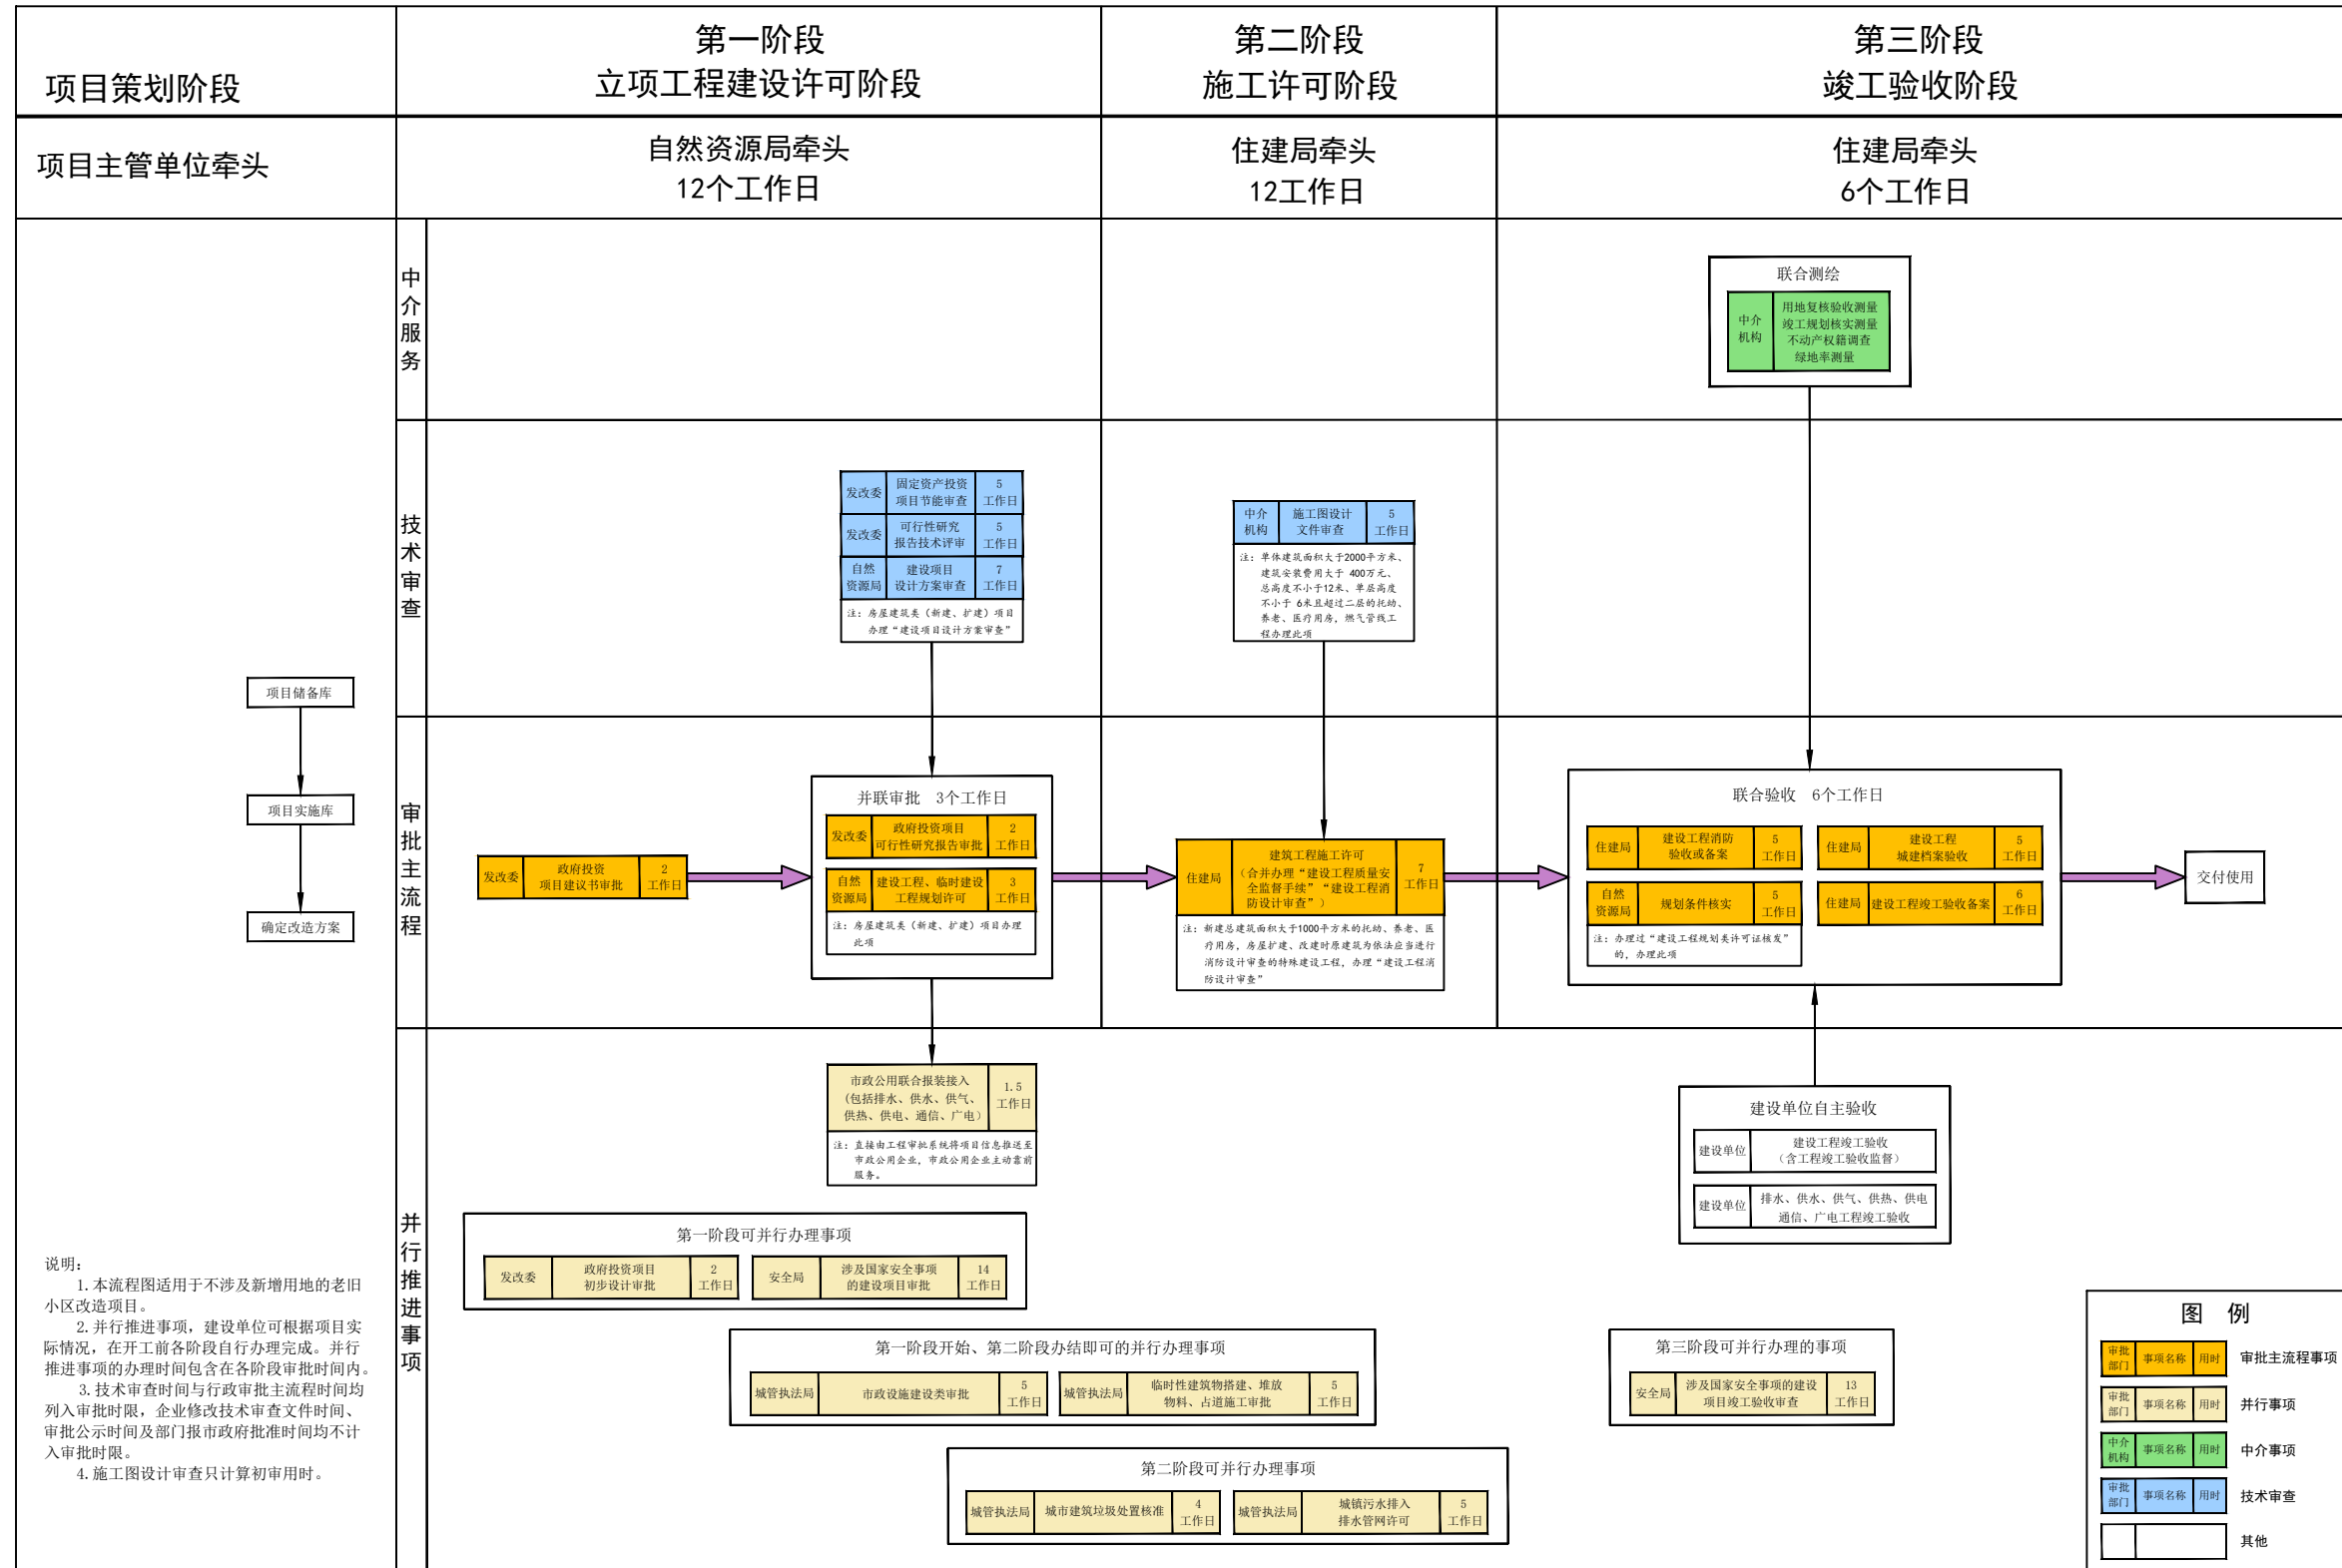 项目策划阶段
第一阶段
立项工程建设许可阶段
第二阶段
施工许可阶段
第三阶段
竣工验收阶段
项目主管单位牵头
自然资源局牵头
12个工作日
住建局牵头
12工作日
住建局牵头
6个工作日
中介服务
联合测绘
中介
机构
用地复核验收测量
竣工规划核实测量
不动产权籍调查
绿地率测量
技术审查
发改委
固定资产投资
项目节能审查
5
工作日
发改委
可行性研究
报告技术评审
5
工作日
自然
资源局
建设项目
设计方案审查
7
工作日
注：房屋建筑类（新建、扩建）项目
办理“建设项目设计方案审查”
中介
机构
施工图设计
文件审查
5
工作日
注：单体建筑面积大于2000平方米、
建筑安装费用大于 400万元、
总高度不小于12米、单层高度
不小于 6米且超过二层的托幼、
养老、医疗用房，燃气管线工
程办理此项
项目储备库
项目实施库
确定改造方案
审批主流程
发改委
政府投资
项目建议书审批
2
工作日
并联审批 3个工作日
发改委
政府投资项目
可行性研究报告审批
2
工作日
自然
资源局
建设工程、临时建设
工程规划许可
3
工作日
注：房屋建筑类（新建、扩建）项目办理
此项
住建局
建筑工程施工许可
（合并办理“建设工程质量安
全监督手续”“建设工程消
防设计审查”）
7
工作日
注：新建总建筑面积大于1000平方米的托幼、养老、医
疗用房，房屋扩建、改建时原建筑为依法应当进行
消防设计审查的特殊建设工程，办理“建设工程消
防设计审查”
联合验收 6个工作日
住建局
建设工程消防
验收或备案
5
工作日
住建局
建设工程
城建档案验收
5
工作日
自然
资源局
规划条件核实
5
工作日
住建局
建设工程竣工验收备案
6
工作日
注：办理过“建设工程规划类许可证核发”
的，办理此项
交付使用
并行推进事项
市政公用联合报装接入
(包括排水、供水、供气、
供热、供电、通信、广电）
1.5
工作日
注：直接由工程审批系统将项目信息推送至
市政公用企业，市政公用企业主动靠前
服务。
建设单位自主验收
建设单位
建设工程竣工验收
（含工程竣工验收监督）
建设单位
排水、供水、供气、供热、供电
通信、广电工程竣工验收
第一阶段可并行办理事项
发改委
政府投资项目
初步设计审批
2
工作日
安全局
涉及国家安全事项
的建设项目审批
14
工作日
第一阶段开始、第二阶段办结即可的并行办理事项
城管执法局
市政设施建设类审批
5
工作日
城管执法局
临时性建筑物搭建、堆放
物料、占道施工审批
5
工作日
第三阶段可并行办理的事项
安全局
涉及国家安全事项的建设
项目竣工验收审查
13
工作日
第二阶段可并行办理事项
城管执法局
城市建筑垃圾处置核准
4
工作日
城管执法局
城镇污水排入
排水管网许可
5
工作日
说明：
1.本流程图适用于不涉及新增用地的老旧
小区改造项目。
2.并行推进事项，建设单位可根据项目实
际情况，在开工前各阶段自行办理完成。并行
推进事项的办理时间包含在各阶段审批时间内。
3.技术审查时间与行政审批主流程时间均
列入审批时限，企业修改技术审查文件时间、
审批公示时间及部门报市政府批准时间均不计
入审批时限。
4.施工图设计审查只计算初审用时。
图 例
审批
部门
事项名称
用时
审批主流程事项
审批
部门
事项名称
用时
并行事项
中介
机构
事项名称
用时
中介事项
审批
部门
事项名称
用时
技术审查
其他